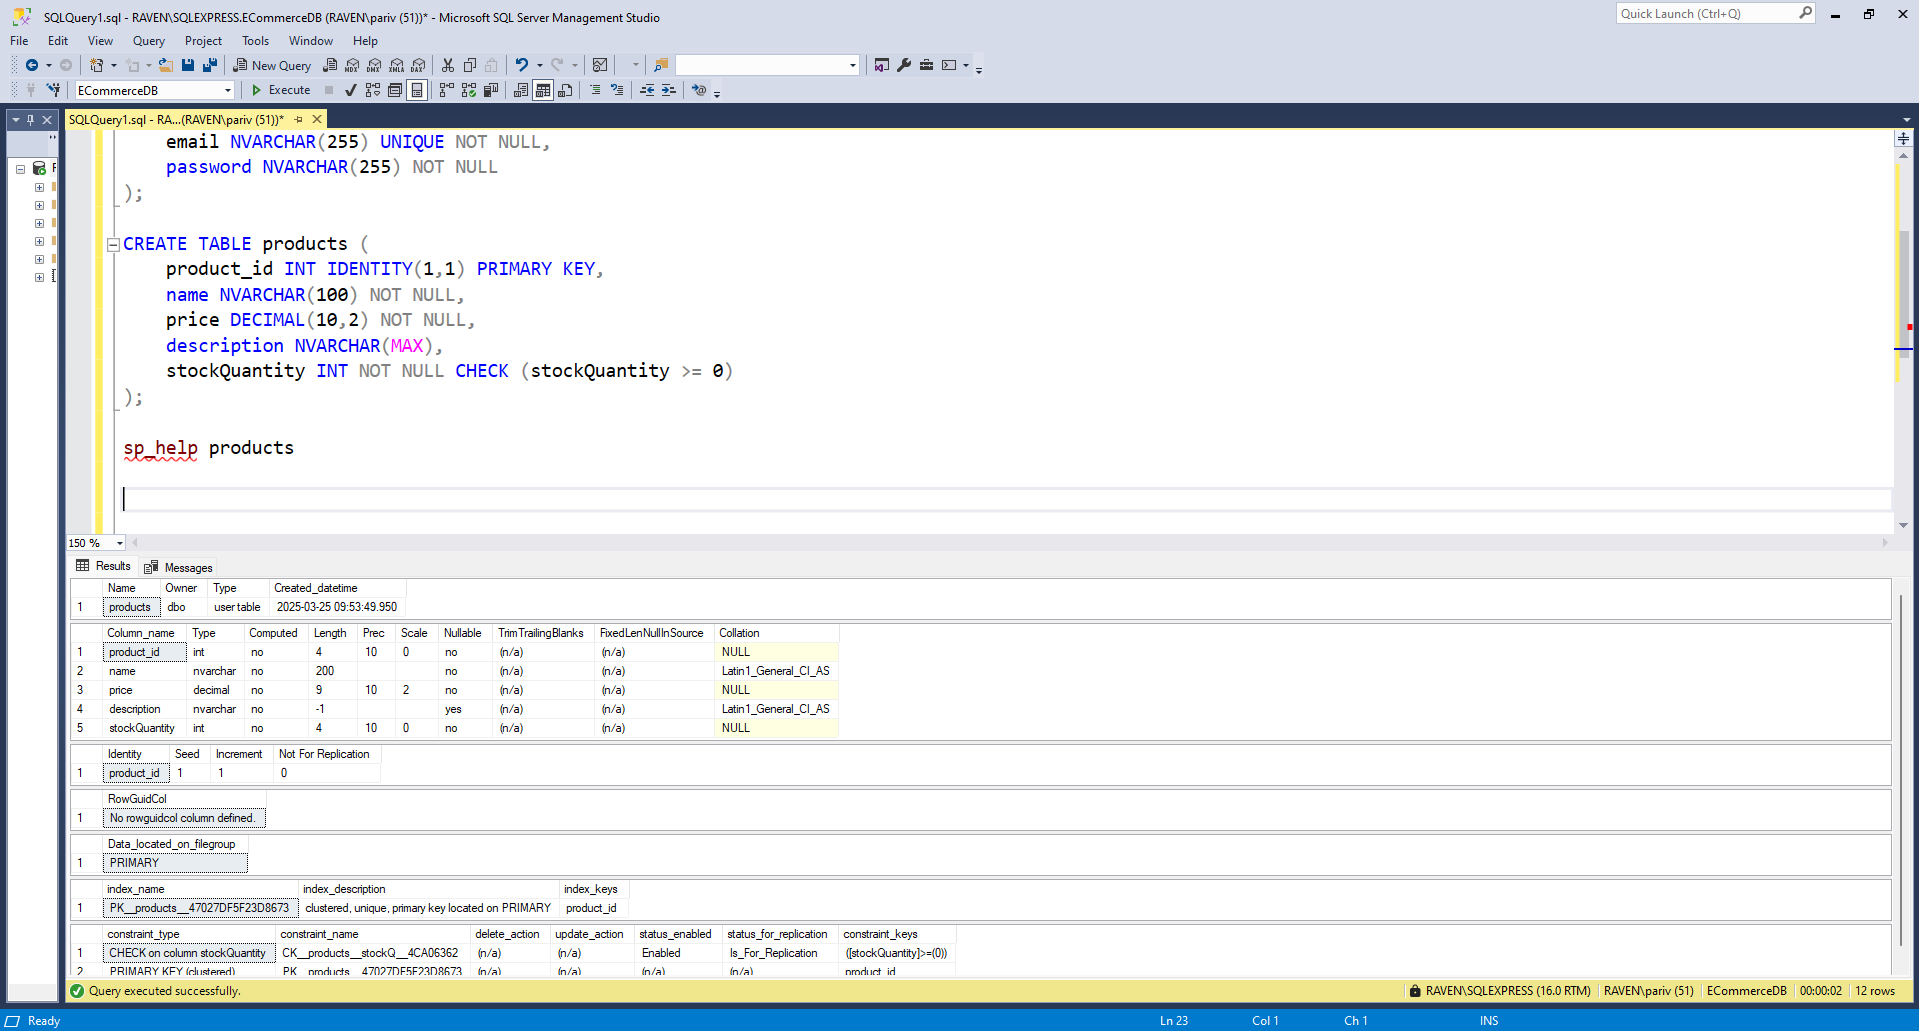 SQLQuery1.sql - RAVEN\SQLEXPRESS.ECommerceDB (RAVEN\pariv (51))* - Microsoft SQL Server Management Studio
Quick Launch (Ctrl+Q)
File Edit View Query Project Tools Window Help
New Query MDX DMX XMLA DAX
ECommerceDB Execute
SQLQuery1.sql - RA...(RAVEN\pariv (51))*
email NVARCHAR(255) UNIQUE NOT NULL,
password NVARCHAR(255) NOT NULL
);
CREATE TABLE products (
product_id INT IDENTITY(1,1) PRIMARY KEY,
name NVARCHAR(100) NOT NULL,
price DECIMAL(10,2) NOT NULL,
description NVARCHAR(MAX),
stockQuantity INT NOT NULL CHECK (stockQuantity >= 0)
);
sp_help products
150 %
Results Messages
Name Owner Type Created_datetime
1 products dbo user table 2025-03-25 09:53:49.950
Column_name Type Computed Length Prec Scale Nullable TrimTrailingBlanks FixedLenNullInSource Collation
1 product_id int no 4 10 0 no (n/a) (n/a) NULL
2 name nvarchar no 200 no (n/a) (n/a) Latin1_General_CI_AS
3 price decimal no 9 10 2 no (n/a) (n/a) NULL
4 description nvarchar no -1 yes (n/a) (n/a) Latin1_General_CI_AS
5 stockQuantity int no 4 10 0 no (n/a) (n/a) NULL
Identity Seed Increment Not For Replication
1 product_id 1 1 0
RowGuidCol
1 No rowguidcol column defined.
Data_located_on_filegroup
1 PRIMARY
index_name index_description index_keys
1 PK__products__47027DF5F23D8673 clustered, unique, primary key located on PRIMARY product_id
constraint_type constraint_name delete_action update_action status_enabled status_for_replication constraint_keys
1 CHECK on column stockQuantity CK__products__stockQ__4CA06362 (n/a) (n/a) Enabled Is_For_Replication ([stockQuantity]>=(0))
2 PRIMARY KEY (clustered) PK__products__47027DF5F23D8673 (n/a) (n/a) (n/a) (n/a) product_id
Query executed successfully. RAVEN\SQLEXPRESS (16.0 RTM) RAVEN\pariv (51) ECommerceDB 00:00:02 12 rows
Ready Ln 23 Col 1 Ch 1 INS